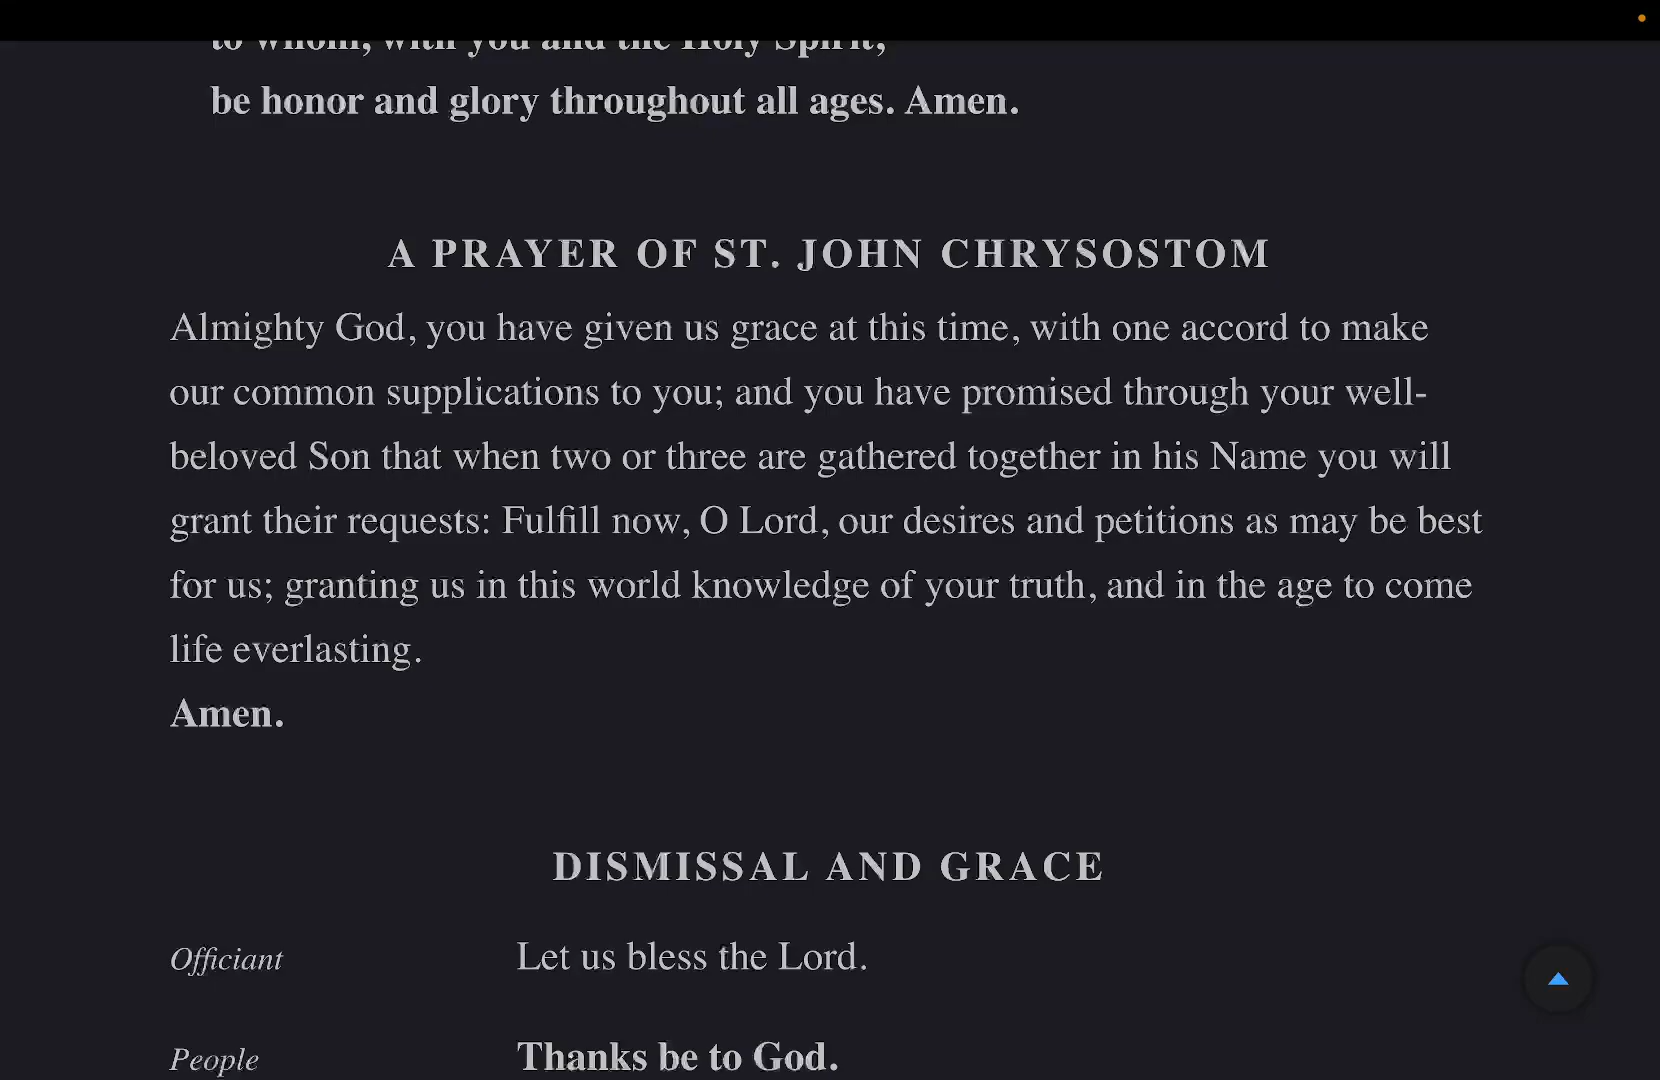 to whom, with you and the Holy Spirit,
be honor and glory throughout all ages. Amen.
A PRAYER OF ST. JOHN CHRYSOSTOM
Almighty God, you have given us grace at this time, with one accord to make
our common supplications to you; and you have promised through your well-
beloved Son that when two or three are gathered together in his Name you will
grant their requests: Fulfill now, O Lord, our desires and petitions as may be best
for us; granting us in this world knowledge of your truth, and in the age to come
life everlasting.
Amen.
DISMISSAL AND GRACE
Officiant Let us bless the Lord.
People Thanks be to God.